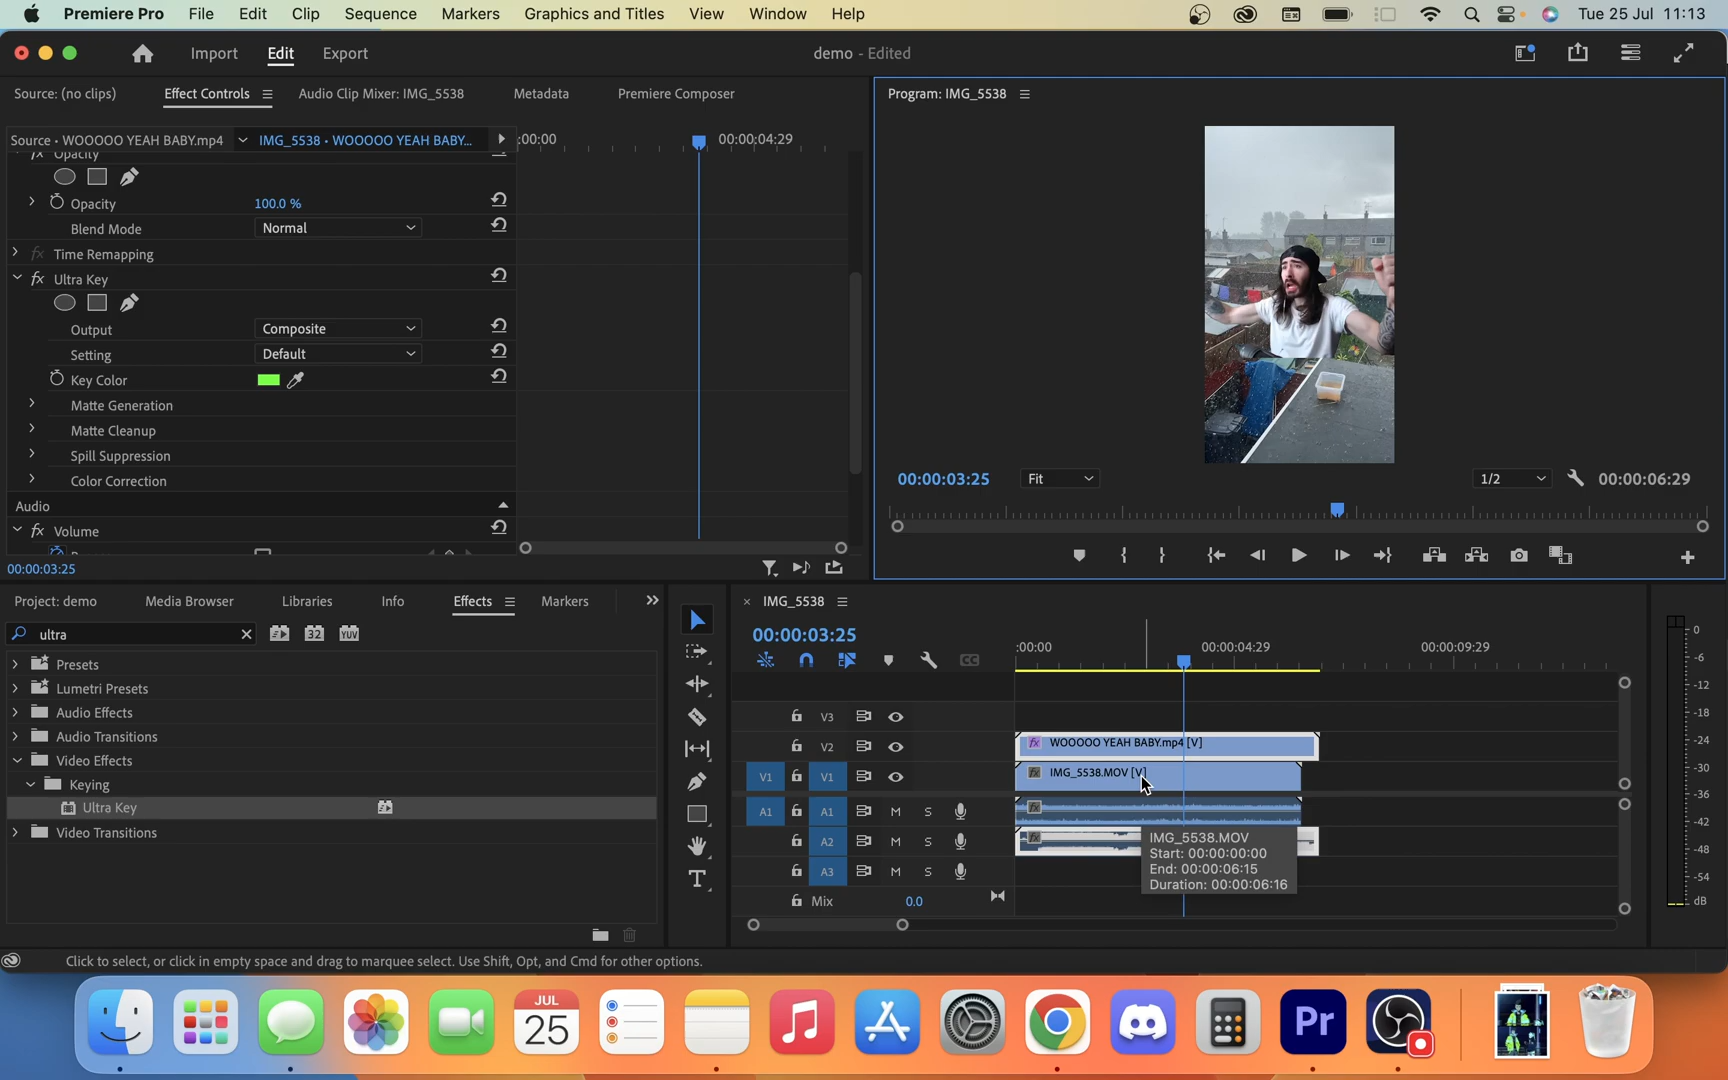 Premiere Pro File Edit Clip Sequence Markers Graphics and Titles View Window Help Tue 25 Jul 11:13
Import Edit Export demo - Edited
Source: (no clips) Effect Controls Audio Clip Mixer: IMG_5538 Metadata Premiere Composer
Source • WOOOOO YEAH BABY.mp4 IMG_5538 • WOOOOO YEAH BABY... :00:00 00:00:04:29
fx Opacity
Opacity 100.0 %
Blend Mode Normal
fx Time Remapping
fx Ultra Key
Output Composite
Setting Default
Key Color
Matte Generation
Matte Cleanup
Spill Suppression
Color Correction
Audio
fx Volume
00:00:03:25
Program: IMG_5538
00:00:03:25 Fit 1/2 00:00:06:29
Project: demo Media Browser Libraries Info Effects Markers
ultra 32 YUV
Presets
Lumetri Presets
Audio Effects
Audio Transitions
Video Effects
Keying
Ultra Key
Video Transitions
IMG_5538
00:00:03:25
:00:00 00:00:04:29 00:00:09:29
V3
V2 fx WOOOOO YEAH BABY.mp4 [V]
V1 V1 fx IMG_5538.MOV [V]
A1 A1 M S fx
A2 M S fx
A3 M S
Mix 0.0
IMG_5538.MOV
Start: 00:00:00:00
End: 00:00:06:15
Duration: 00:00:06:16
0
-6
-12
-18
-24
-30
-36
-42
-48
-54
dB
Click to select, or click in empty space and drag to marquee select. Use Shift, Opt, and Cmd for other options.
JUL
25
Pr